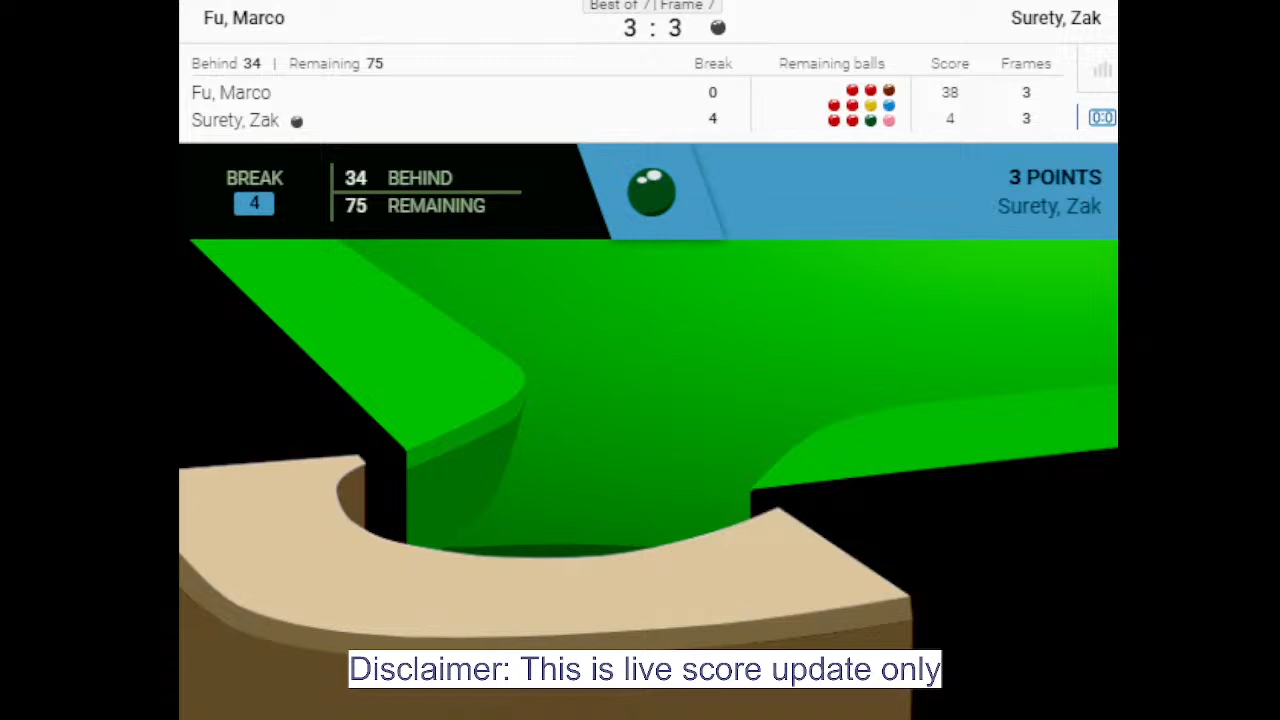 Fu, Marco
Best of 7 | Frame 7
3 : 3
Surety, Zak
Behind 34 | Remaining 75 Break Remaining balls Score Frames
Fu, Marco 0 38 3
Surety, Zak 4 4 3
0:0
BREAK
4
34 BEHIND
75 REMAINING
3 POINTS
Surety, Zak
Disclaimer: This is live score update only